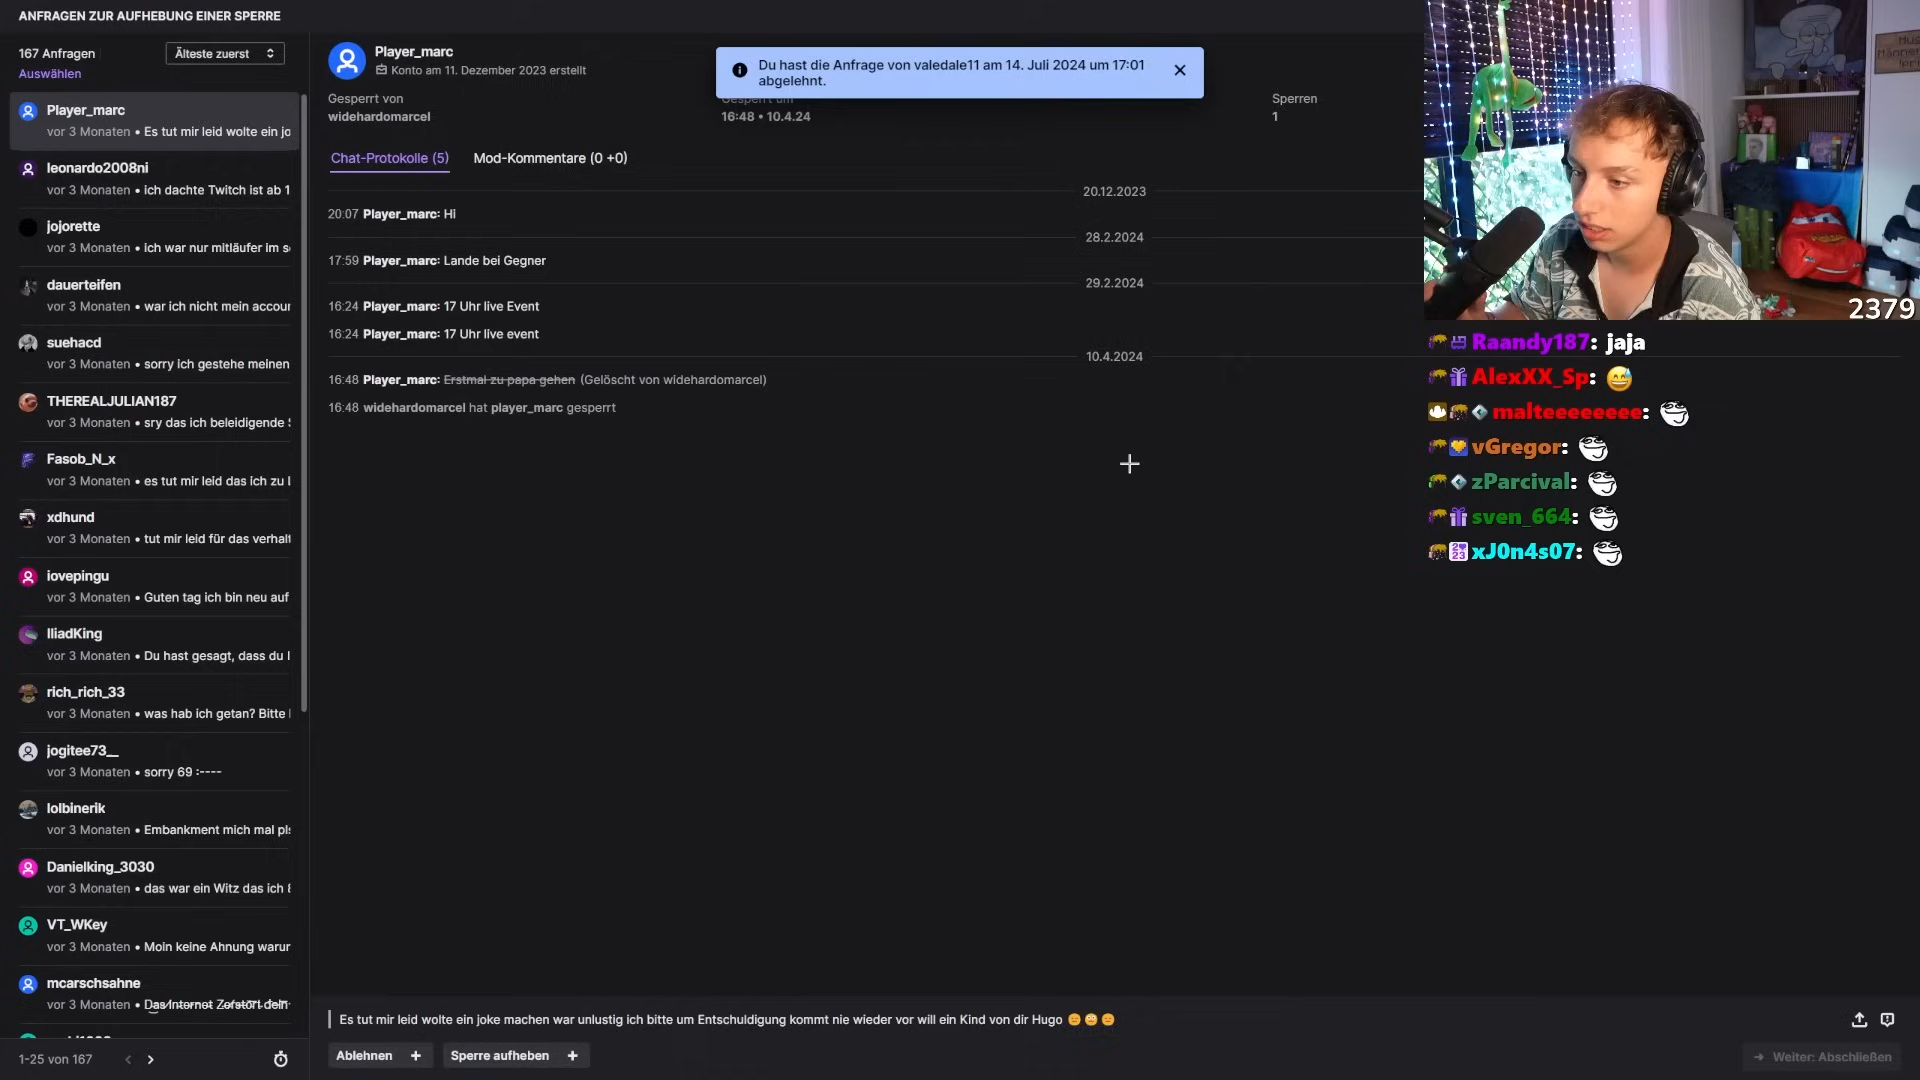 ANFRAGEN ZUR AUFHEBUNG EINER SPERRE
167 Anfragen
Älteste zuerst
Auswählen
Player_marc
vor 3 Monaten • Es tut mir leid wolte ein jo
leonardo2008ni
vor 3 Monaten • ich dachte Twitch ist ab 1
jojorette
vor 3 Monaten • ich war nur mitläufer im s
dauerteifen
vor 3 Monaten • war ich nicht mein accour
suehacd
vor 3 Monaten • sorry ich gestehe meinen
THEREALJULIAN187
vor 3 Monaten • sry das ich beleidigende
Fasob_N_x
vor 3 Monaten • es tut mir leid das ich zu
xdhund
vor 3 Monaten • tut mir leid für das verhalt
iovepingu
vor 3 Monaten • Guten tag ich bin neu auf
IliadKing
vor 3 Monaten • Du hast gesagt, dass du
rich_rich_33
vor 3 Monaten • was hab ich getan? Bitte
jogitee73__
vor 3 Monaten • sorry 69 :----
lolbinerik
vor 3 Monaten • Embankment mich mal pl
Danielking_3030
vor 3 Monaten • das war ein Witz das ich
VT_WKey
vor 3 Monaten • Moin keine Ahnung warur
mcarschsahne
vor 3 Monaten • Das Internet Zerstört dein
1-25 von 167
Player_marc
Konto am 11. Dezember 2023 erstellt
Du hast die Anfrage von valedale11 am 14. Juli 2024 um 17:01
abgelehnt.
Gesperrt von
widehardomarcel
Gesperrt um
16:48 • 10.4.24
Sperren
1
Chat-Protokolle (5)
Mod-Kommentare (0 +0)
20.12.2023
20:07 Player_marc: Hi
28.2.2024
17:59 Player_marc: Lande bei Gegner
29.2.2024
16:24 Player_marc: 17 Uhr live Event
16:24 Player_marc: 17 Uhr live event
10.4.2024
16:48 Player_marc: Erstmal zu papa gehen (Gelöscht von widehardomarcel)
16:48 widehardomarcel hat player_marc gesperrt
Es tut mir leid wolte ein joke machen war unlustig ich bitte um Entschuldigung kommt nie wieder vor will ein Kind von dir Hugo 😐🙄😐
Ablehnen +
Sperre aufheben +
Weiter: Abschließen
2379
Raandy187: jaja
AlexXX_Sp: 😅
malteeeeeeee:
vGregor:
zParcival:
sven_664:
xJ0n4s07: